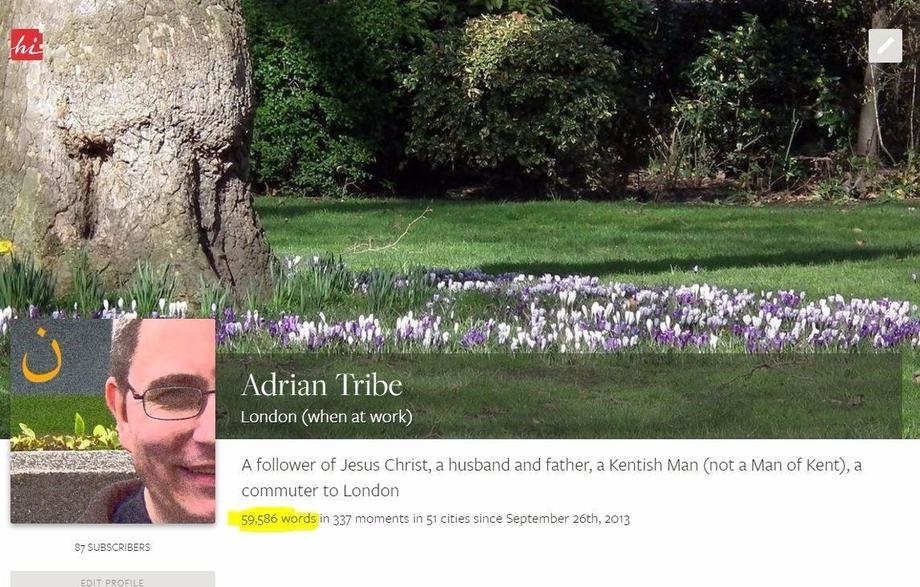 hi
ن
Adrian Tribe
London (when at work)
A follower of Jesus Christ, a husband and father, a Kentish Man (not a Man of Kent), a
commuter to London
59,586 words in 337 moments in 51 cities since September 26th, 2013
87 SUBSCRIBERS
EDIT PROFILE